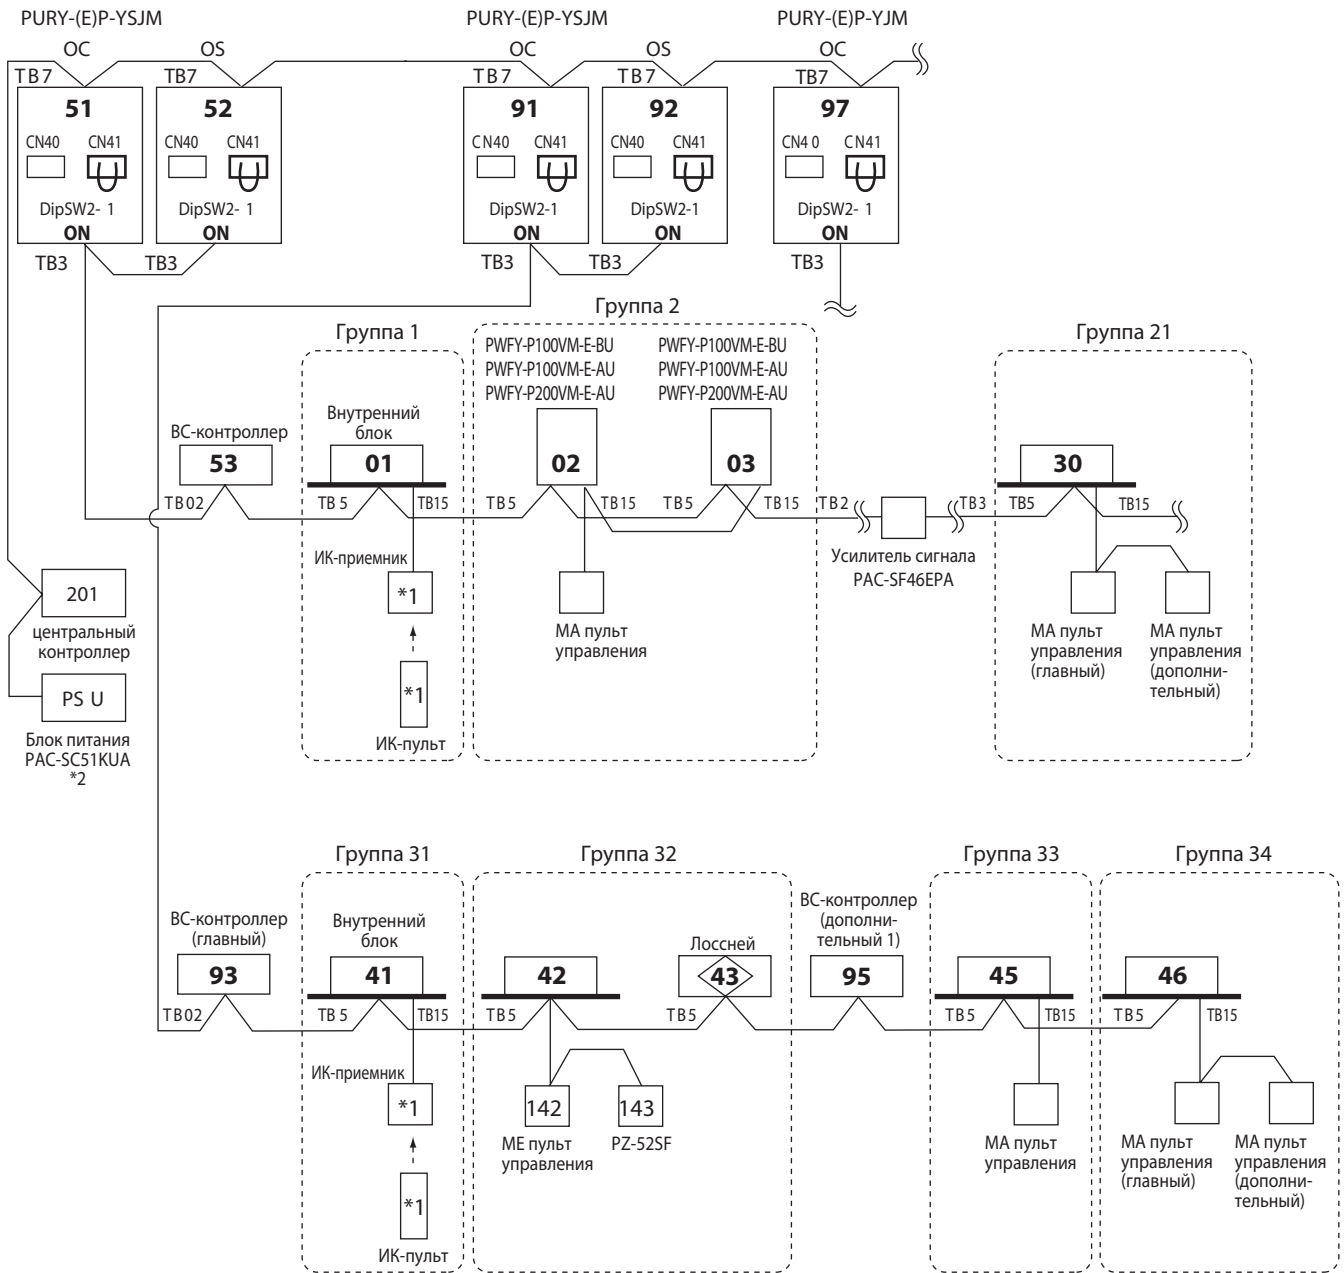 PURY-(E)P-YSJM
PURY-(E)P-YSJM
PURY-(E)P-YJM
OC
OS
OC
OS
OC
TB7
TB7
TB7
TB7
TB7
51
52
91
92
97
CN40
CN41
CN40
CN41
CN40
CN41
CN40
CN41
CN4 0
CN41
DipSW2- 1
DipSW2- 1
DipSW2-1
DipSW2-1
DipSW2- 1
ON
ON
ON
ON
ON
TB3
TB3
TB3
TB3
TB3
Группа 1
Группа 2
Группа 21
PWFY-P100VM-E-BU
PWFY-P100VM-E-AU
PWFY-P200VM-E-AU
PWFY-P100VM-E-BU
PWFY-P100VM-E-AU
PWFY-P200VM-E-AU
ВС-контроллер
Внутренний
блок
53
01
02
03
30
TB02
TB5
TB15
TB5
TB15
TB5
TB15
TB2
TB3
TB5
TB15
ИК-приемник
*1
Усилитель сигнала
PAC-SF46EPA
201
центральный
контроллер
МА пульт
управления
МА пульт
управления
(главный)
МА пульт
управления
(дополни-
тельный)
*1
ИК-пульт
PS U
Блок питания
PAC-SC51KUA
*2
Группа 31
Группа 32
Группа 33
Группа 34
ВС-контроллер
(главный)
Внутренний
блок
Лоссней
ВС-контроллер
(дополни-
тельный 1)
93
41
42
43
95
45
46
TB02
TB5
TB15
TB5
TB5
TB5
TB15
TB5
TB15
ИК-приемник
*1
142
143
МЕ пульт
управления
PZ-52SF
МА пульт
управления
МА пульт
управления
(главный)
МА пульт
управления
(дополни-
тельный)
*1
ИК-пульт